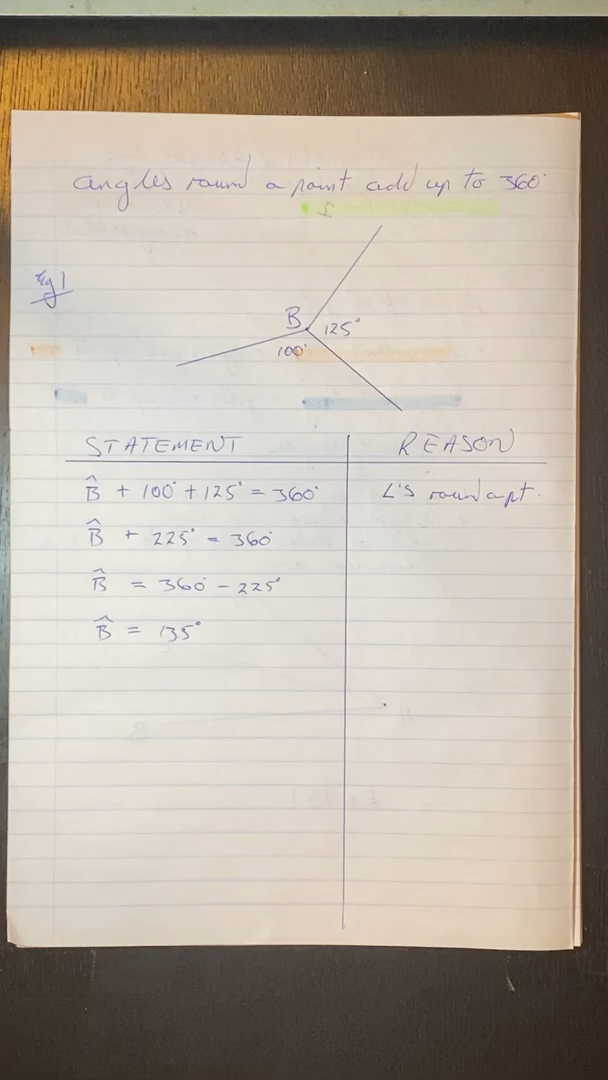 angles round a point add up to 360°
Eg 1
B 125°
100°
STATEMENT REASON
B̂ + 100° + 125° = 360° ∠'s round a pt.
B̂ + 225° = 360°
B̂ = 360° - 225°
B̂ = 135°